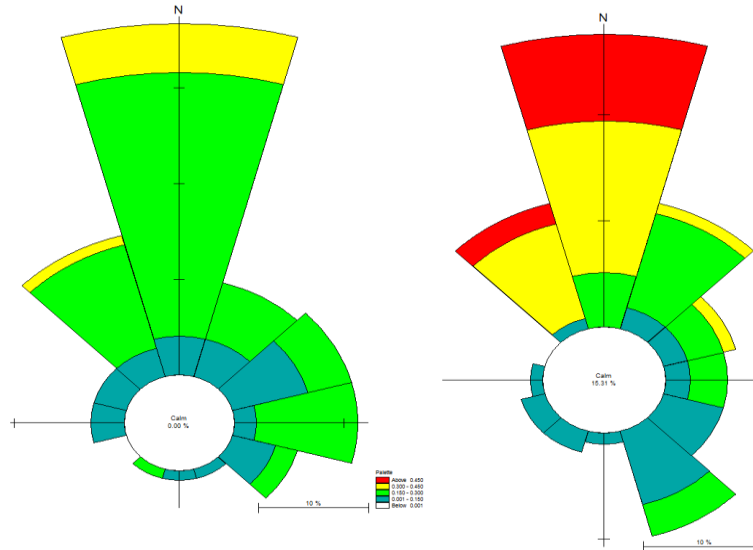 N
N
Calm
0.00 %
Calm
15.31 %
Palette
Above 0.450
0.300 - 0.450
0.150 - 0.300
0.001 - 0.150
Below 0.001
10 %
10 %